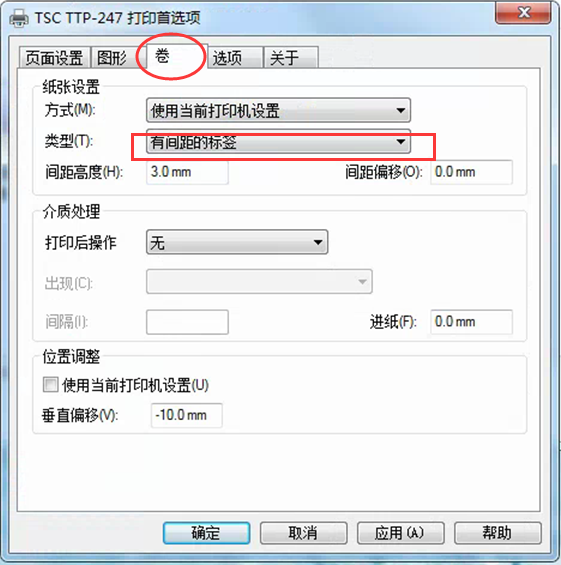 TSC TTP-247 打印首选项
页面设置 图形 卷 选项 关于
纸张设置
方式(M): 使用当前打印机设置
类型(T): 有间距的标签
间距高度(H): 3.0 mm 间距偏移(O): 0.0 mm
介质处理
打印后操作 无
出现(C):
间隔(I): 进纸(F): 0.0 mm
位置调整
使用当前打印机设置(U)
垂直偏移(V): -10.0 mm
确定 取消 应用(A) 帮助